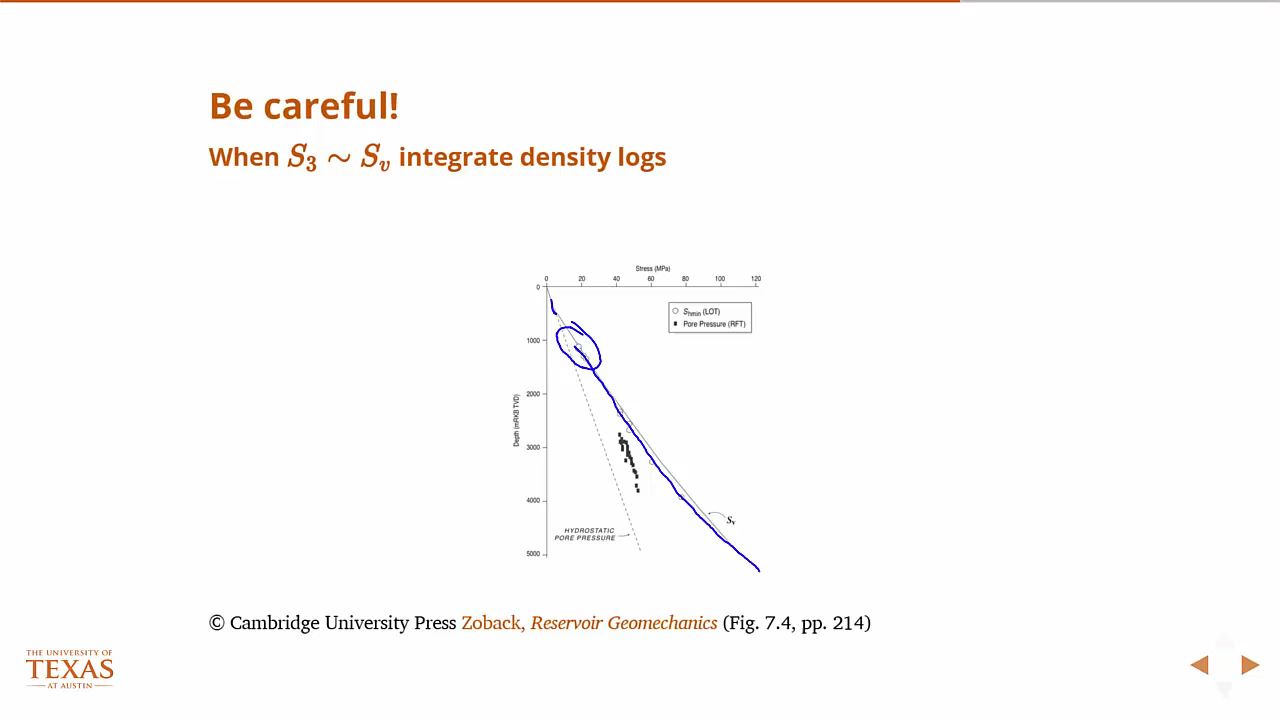 Be careful!
When S3 ∼ Sv integrate density logs
Stress (MPa)
0 20 40 60 80 100 120
0
1000
2000
3000
4000
5000
Depth (mRKB TVD)
Shmin (LOT)
Pore Pressure (RFT)
Sv
HYDROSTATIC
PORE PRESSURE
© Cambridge University Press Zoback, Reservoir Geomechanics (Fig. 7.4, pp. 214)
THE UNIVERSITY OF
TEXAS
AT AUSTIN